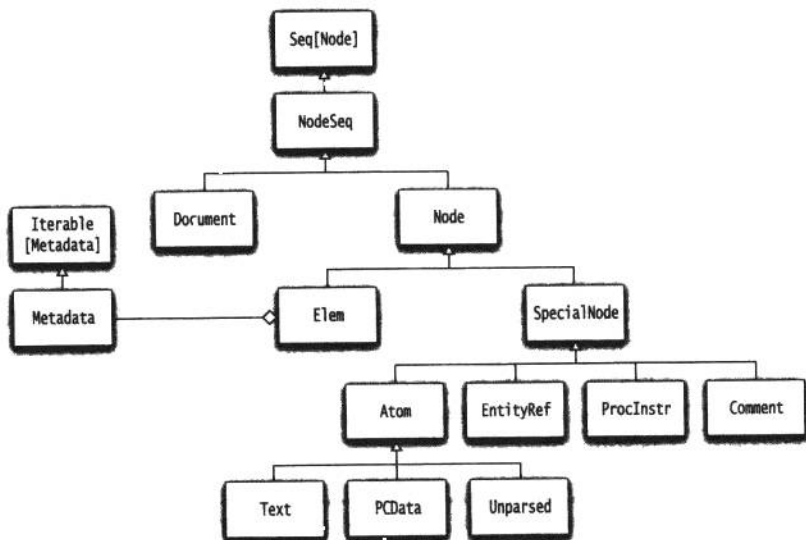 Seq[Node]
NodeSeq
Document
Node
Iterable
[Metadata]
Metadata
Elem
SpecialNode
Atom
EntityRef
ProcInstr
Comment
Text
PCData
Unparsed